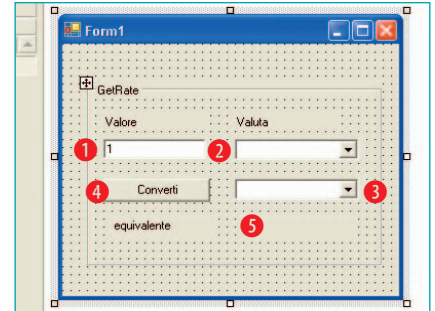 Form1
GetRate
Valore Valuta
1 1 2
4 Converti 3
equivalente 5